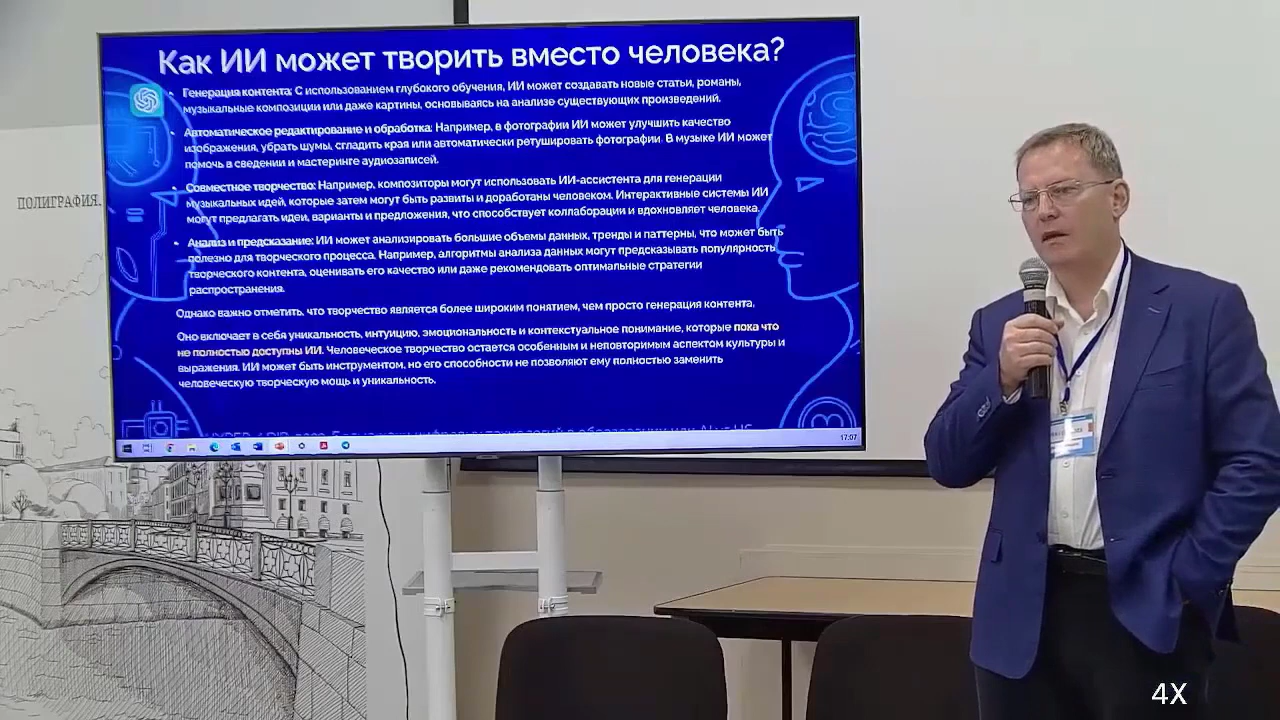 Как ИИ может творить вместо человека?
• Генерация контента: С использованием глубокого обучения, ИИ может создавать новые статьи, романы,
музыкальные композиции или даже картины, основываясь на анализе существующих произведений.
• Автоматическое редактирование и обработка: Например, в фотографии ИИ может улучшить качество
изображения, убрать шумы, сгладить края или автоматически ретушировать фотографии. В музыке ИИ может
помочь в сведении и мастеринге аудиозаписей.
• Совместное творчество: Например, композиторы могут использовать ИИ-ассистента для генерации
музыкальных идей, которые затем могут быть развиты и доработаны человеком. Интерактивные системы ИИ
могут предлагать идеи, варианты и предложения, что способствует коллаборации и вдохновляет человека.
• Анализ и предсказание: ИИ может анализировать большие объемы данных, тренды и паттерны, что может быть
полезно для творческого процесса. Например, алгоритмы анализа данных могут предсказывать популярность
творческого контента, оценивать его качество или даже рекомендовать оптимальные стратегии
распространения.
Однако важно отметить, что творчество является более широким понятием, чем просто генерация контента.
Оно включает в себя уникальность, интуицию, эмоциональность и контекстуальное понимание, которые пока что
не полностью доступны ИИ. Человеческое творчество остается особенным и неповторимым аспектом культуры и
выражения. ИИ может быть инструментом, но его способности не позволяют ему полностью заменить
человеческую творческую мощь и уникальность.
17:07
ПОЛИГРАФИЯ.
4X